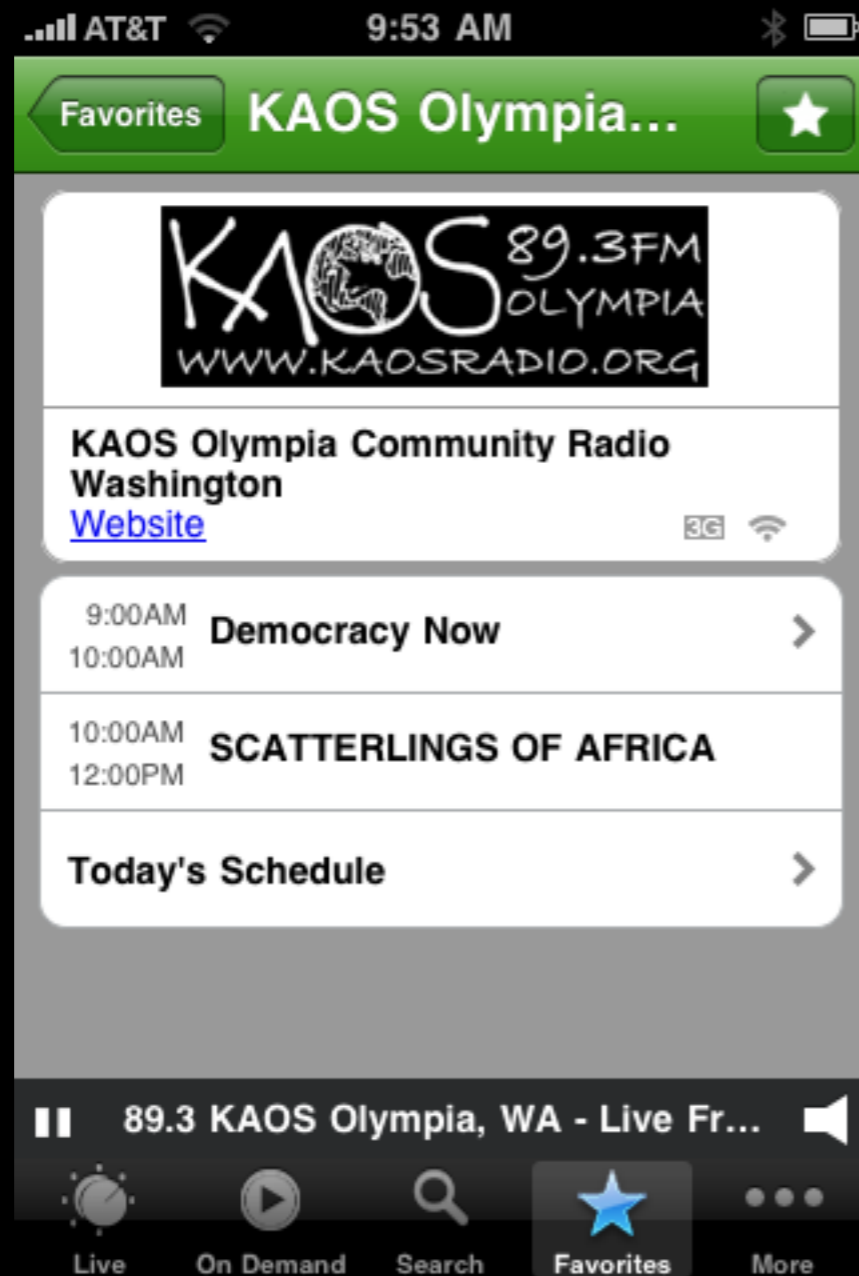 AT&T 9:53 AM
Favorites KAOS Olympia...
KAOS 89.3FM
OLYMPIA
WWW.KAOSRADIO.ORG
KAOS Olympia Community Radio
Washington
Website
3G
9:00AM
10:00AM
Democracy Now
10:00AM
12:00PM
SCATTERLINGS OF AFRICA
Today's Schedule
89.3 KAOS Olympia, WA - Live Fr...
Live On Demand Search Favorites More